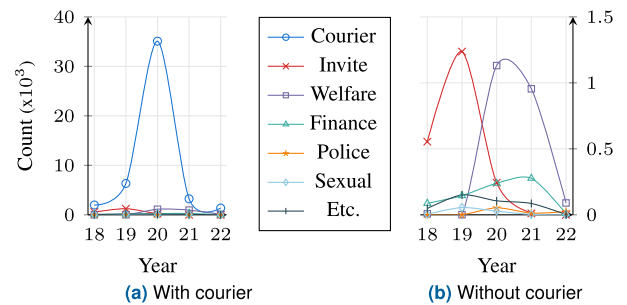 40
30
20
10
0
Count (x10³)
18 19 20 21 22
Year
(a) With courier
Courier
Invite
Welfare
Finance
Police
Sexual
Etc.
1.5
1
0.5
0
18 19 20 21 22
Year
(b) Without courier